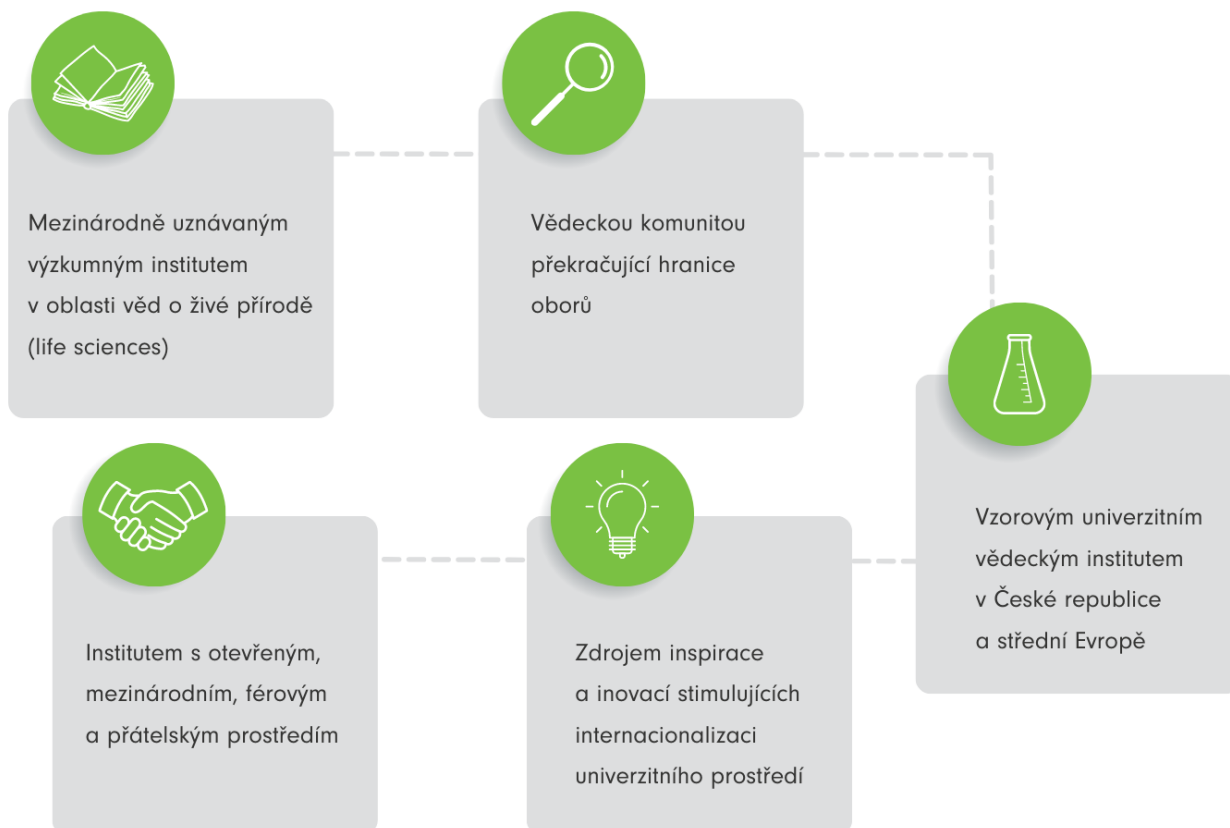 Mezinárodně uznávaným
výzkumným institutem
v oblasti věd o živé přírodě
(life sciences)
Vědeckou komunitou
překračující hranice
oborů
Vzorovým univerzitním
vědeckým institutem
v České republice
a střední Evropě
Zdrojem inspirace
a inovací stimulujících
internacionalizaci
univerzitního prostředí
Institutem s otevřeným,
mezinárodním, férovým
a přátelským prostředím